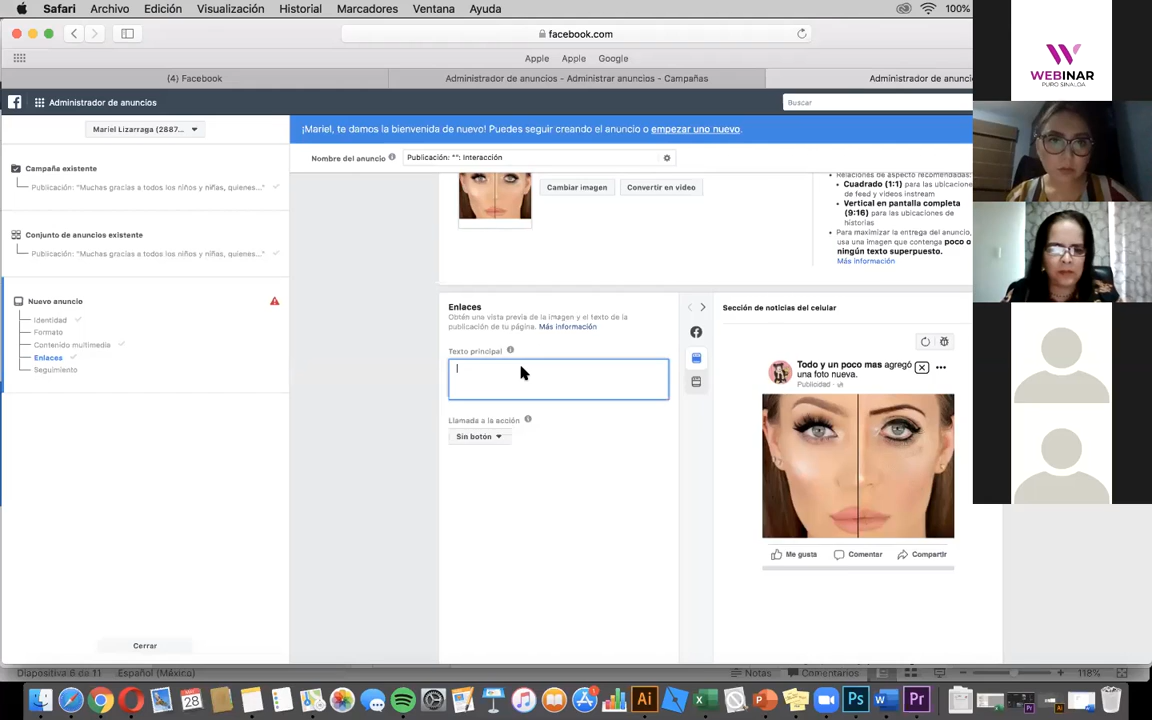 Safari Archivo Edición Visualización Historial Marcadores Ventana Ayuda 100%
facebook.com
Apple Apple Google
(4) Facebook Administrador de anuncios - Administrar anuncios - Campañas Administrador de anunci
Administrador de anuncios Buscar
Mariel Lizarraga (2887...
¡Mariel, te damos la bienvenida de nuevo! Puedes seguir creando el anuncio o empezar uno nuevo.
Nombre del anuncio Publicación: "": Interacción
Campaña existente
Publicación: "Muchas gracias a todos los niños y niñas, quienes..."
Conjunto de anuncios existente
Publicación: "Muchas gracias a todos los niños y niñas, quienes..."
Nuevo anuncio
Identidad
Formato
Contenido multimedia
Enlaces
Seguimiento
Cerrar
Cambiar imagen Convertir en video
Relaciones de aspecto recomendadas:
Cuadrado (1:1) para las ubicaciones
de feed y videos instream
Vertical en pantalla completa
(9:16) para las ubicaciones de
historias
Para maximizar la entrega del anuncio,
usa una imagen que contenga poco o
ningún texto superpuesto.
Más información
Enlaces
Obtén una vista previa de la imagen y el texto de la
publicación de tu página. Más información
Texto principal
Llamada a la acción
Sin botón
Sección de noticias del celular
Todo y un poco mas agregó
una foto nueva.
Publicidad
Me gusta Comentar Compartir
WEBINAR
PURO SINALOA
Diapositiva 6 de 11 Español (México) Notas Comentarios 118%
28
Ai
Ps
Pr